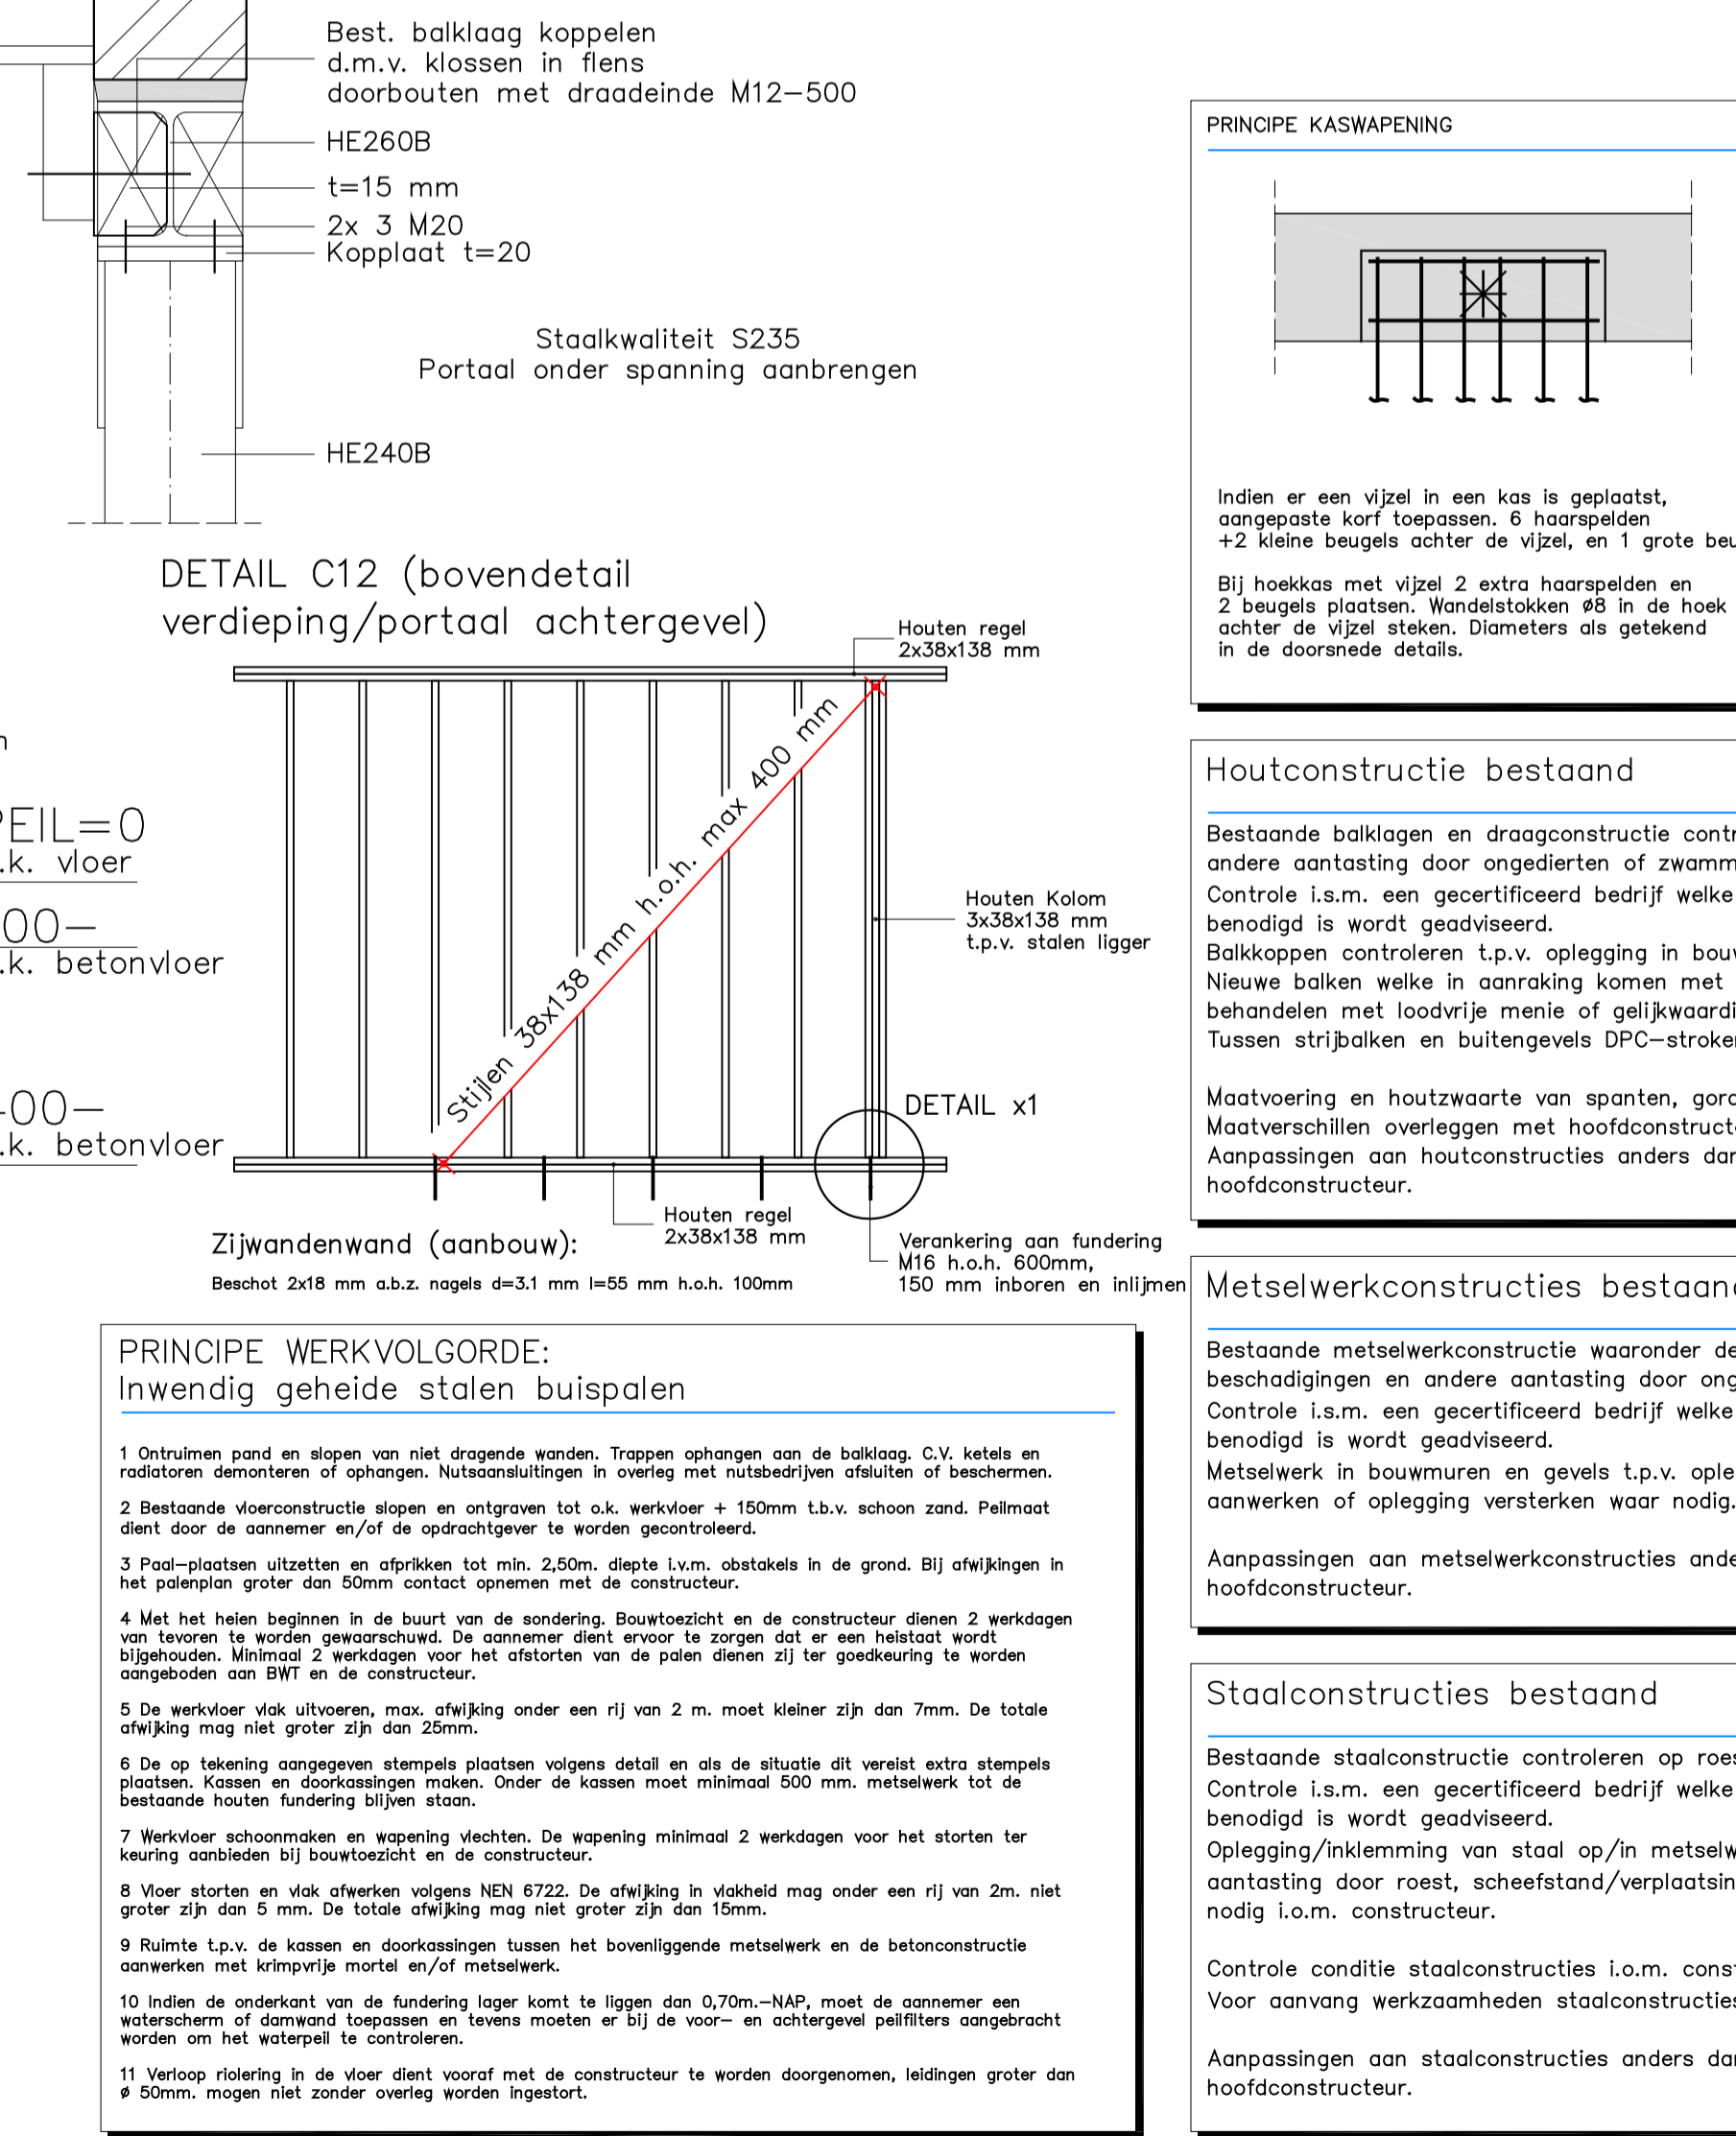 Best. balklaag koppelen
d.m.v. klossen in flens
doorbouten met draadeinde M12-500
HE260B
t=15 mm
2x 3 M20
Kopplaat t=20
Staalkwaliteit S235
Portaal onder spanning aanbrengen
HE240B
DETAIL C12 (bovendetail
verdieping/portaal achtergevel)
Houten regel
2x38x138 mm
Stijlen 38x138 mm h.o.h. max 400 mm
Houten Kolom
3x38x138 mm
t.p.v. stalen ligger
PEIL=0
.k. vloer
00-
.k. betonvloer
400-
.k. betonvloer
DETAIL x1
Houten regel
2x38x138 mm
Zijwandenwand (aanbouw):
Beschot 2x18 mm a.b.z. nagels d=3.1 mm l=55 mm h.o.h. 100mm
Verankering aan fundering
M16 h.o.h. 600mm,
150 mm inboren en inlijmen
PRINCIPE WERKVOLGORDE:
Inwendig geheide stalen buispalen
1 Ontruimen pand en slopen van niet dragende wanden. Trappen ophangen aan de balklaag. C.V. ketels en
radiatoren demonteren of ophangen. Nutsaansluitingen in overleg met nutsbedrijven afsluiten of beschermen.
2 Bestaande vloerconstructie slopen en ontgraven tot o.k. werkvloer + 150mm t.b.v. schoon zand. Peilmaat
dient door de aannemer en/of de opdrachtgever te worden gecontroleerd.
3 Paal-plaatsen uitzetten en afprikken tot min. 2,50m. diepte i.v.m. obstakels in de grond. Bij afwijkingen in
het palenplan groter dan 50mm contact opnemen met de constructeur.
4 Met het heien beginnen in de buurt van de sondering. Bouwtoezicht en de constructeur dienen 2 werkdagen
van tevoren te worden gewaarschuwd. De aannemer dient ervoor te zorgen dat er een heistaat wordt
bijgehouden. Minimaal 2 werkdagen voor het afstorten van de palen dienen zij ter goedkeuring te worden
aangeboden aan BWT en de constructeur.
5 De werkvloer vlak uitvoeren, max. afwijking onder een rij van 2 m. moet kleiner zijn dan 7mm. De totale
afwijking mag niet groter zijn dan 25mm.
6 De op tekening aangegeven stempels plaatsen volgens detail en als de situatie dit vereist extra stempels
plaatsen. Kassen en doorkassingen maken. Onder de kassen moet minimaal 500 mm. metselwerk tot de
bestaande houten fundering blijven staan.
7 Werkvloer schoonmaken en wapening vlechten. De wapening minimaal 2 werkdagen voor het storten ter
keuring aanbieden bij bouwtoezicht en de constructeur.
8 Vloer storten en vlak afwerken volgens NEN 6722. De afwijking in vlakheid mag onder een rij van 2m. niet
groter zijn dan 5 mm. De totale afwijking mag niet groter zijn dan 15mm.
9 Ruimte t.p.v. de kassen en doorkassingen tussen het bovenliggende metselwerk en de betonconstructie
aanwerken met krimpvrije mortel en/of metselwerk.
10 Indien de onderkant van de fundering lager komt te liggen dan 0,70m.-NAP, moet de aannemer een
waterscherm of damwand toepassen en tevens moeten er bij de voor- en achtergevel peilfilters aangebracht
worden om het waterpeil te controleren.
11 Verloop riolering in de vloer dient vooraf met de constructeur te worden doorgenomen, leidingen groter dan
ø 50mm. mogen niet zonder overleg worden ingestort.
PRINCIPE KASWAPENING
Indien er een vijzel in een kas is geplaatst,
aangepaste korf toepassen. 6 haarspelden
+2 kleine beugels achter de vijzel, en 1 grote beu
Bij hoekkas met vijzel 2 extra haarspelden en
2 beugels plaatsen. Wandelstokken ø8 in de hoek
achter de vijzel steken. Diameters als getekend
in de doorsnede details.
Houtconstructie bestaand
Bestaande balklagen en draagconstructie contr
andere aantasting door ongedierten of zwamm
Controle i.s.m. een gecertificeerd bedrijf welke
benodigd is wordt geadviseerd.
Balkkoppen controleren t.p.v. oplegging in bouw
Nieuwe balken welke in aanraking komen met
behandelen met loodvrije menie of gelijkwaardi
Tussen strijbalken en buitengevels DPC-stroken
Maatvoering en houtzwaarte van spanten, gord
Maatverschillen overleggen met hoofdconstructe
Aanpassingen aan houtconstructies anders dan
hoofdconstructeur.
Metselwerkconstructies bestaand
Bestaande metselwerkconstructie waaronder de
beschadigingen en andere aantasting door ong
Controle i.s.m. een gecertificeerd bedrijf welke
benodigd is wordt geadviseerd.
Metselwerk in bouwmuren en gevels t.p.v. ople
aanwerken of oplegging versterken waar nodig.
Aanpassingen aan metselwerkconstructies ande
hoofdconstructeur.
Staalconstructies bestaand
Bestaande staalconstructie controleren op roes
Controle i.s.m. een gecertificeerd bedrijf welke
benodigd is wordt geadviseerd.
Oplegging/inklemming van staal op/in metselw
aantasting door roest, scheefstand/verplaatsin
nodig i.o.m. constructeur.
Controle conditie staalconstructies i.o.m. const
Voor aanvang werkzaamheden staalconstructies
Aanpassingen aan staalconstructies anders dan
hoofdconstructeur.